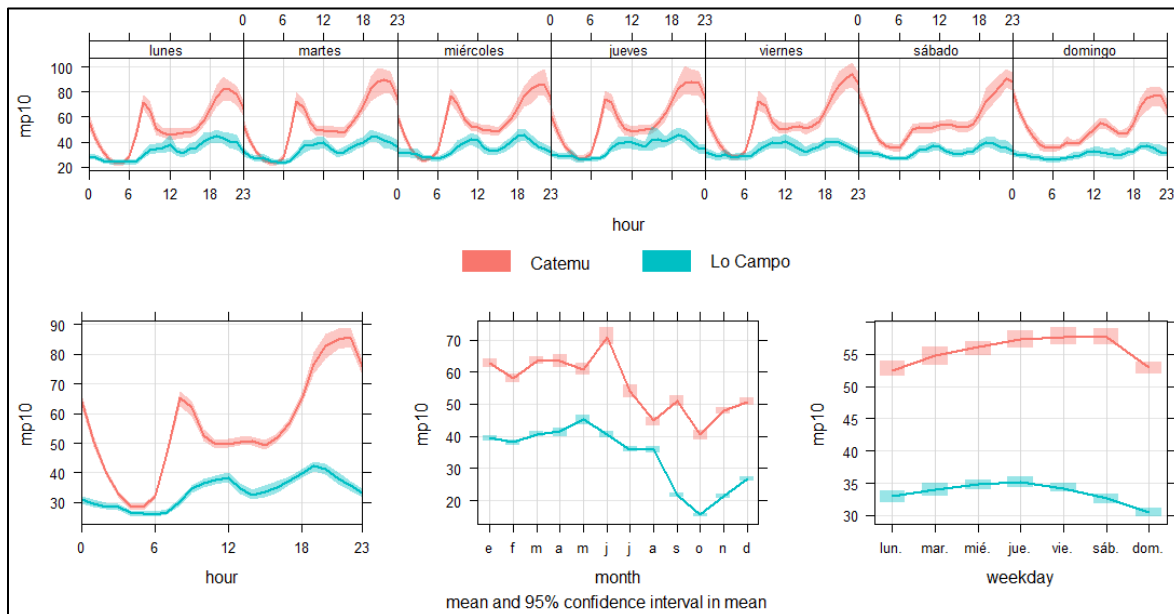 0 6 12 18 23 0 6 12 18 23 0 6 12 18 23
lunes martes miércoles jueves viernes sábado domingo
mp10
100
80
60
40
20
0 6 12 18 23 0 6 12 18 23 0 6 12 18 23 0 6 12 18 23
hour
Catemu Lo Campo
mp10
90
80
70
60
50
40
30
0 6 12 18 23
hour
mp10
70
60
50
40
30
20
e f m a m j j a s o n d
month
mp10
55
50
45
40
35
30
lun. mar. mié. jue. vie. sáb. dom.
weekday
mean and 95% confidence interval in mean